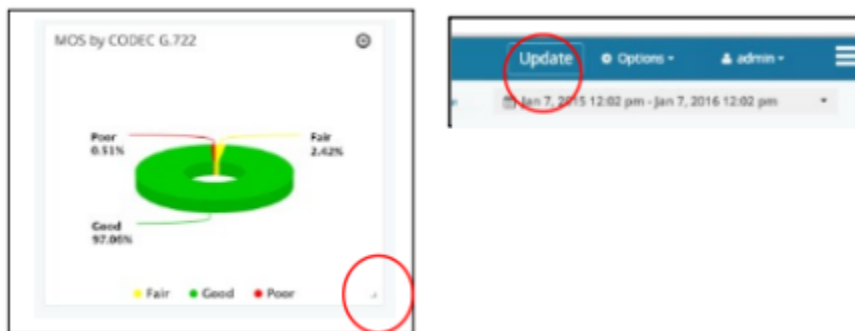 MOS by CODEC G.722
Poor
0.51%
Fair
2.42%
Good
97.06%
Fair Good Poor
Update Options admin
Jan 7, 2015 12:02 pm - Jan 7, 2016 12:02 pm